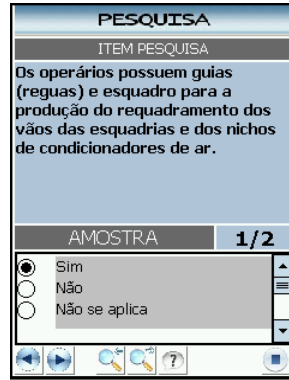 PESQUISA
ITEM PESQUISA
Os operários possuem guias
(reguas) e esquadro para a
produção do requadramento dos
vãos das esquadrias e dos nichos
de condicionadores de ar.
AMOSTRA 1/2
Sim
Não
Não se aplica
?